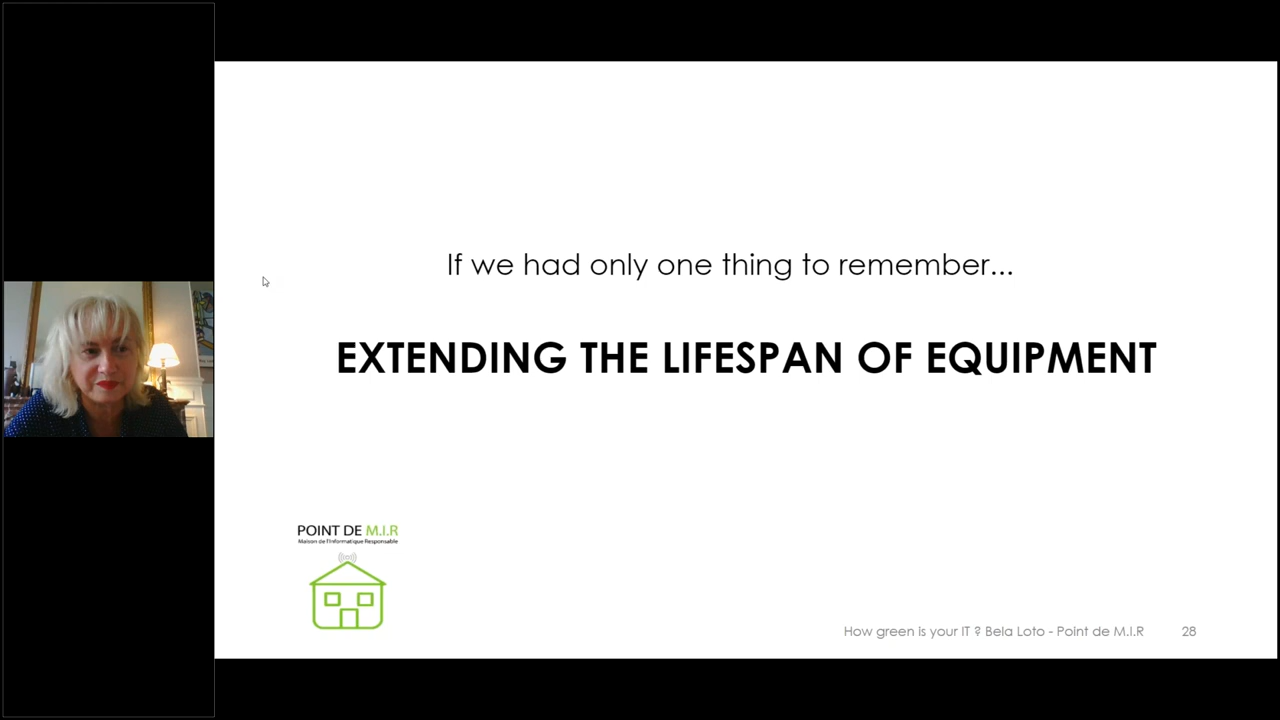 If we had only one thing to remember...
EXTENDING THE LIFESPAN OF EQUIPMENT
POINT DE M.I.R
Maison de l'Informatique Responsable
How green is your IT ? Bela Loto - Point de M.I.R
28